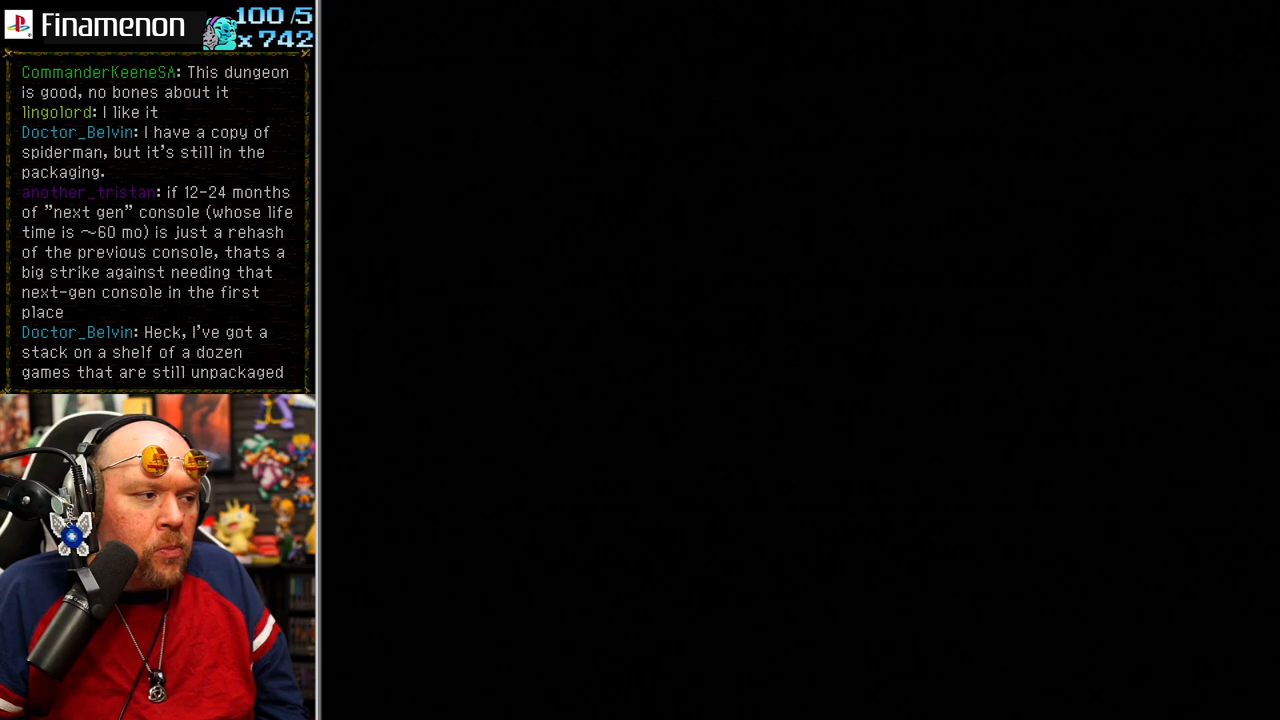 Finamenon
100/5
x 742
CommanderKeeneSA: This dungeon
is good, no bones about it
lingolord: I like it
Doctor_Belvin: I have a copy of
spiderman, but it's still in the
packaging.
another_tristan: if 12-24 months
of "next gen" console (whose life
time is ~60 mo) is just a rehash
of the previous console, thats a
big strike against needing that
next-gen console in the first
place
Doctor_Belvin: Heck, I've got a
stack on a shelf of a dozen
games that are still unpackaged